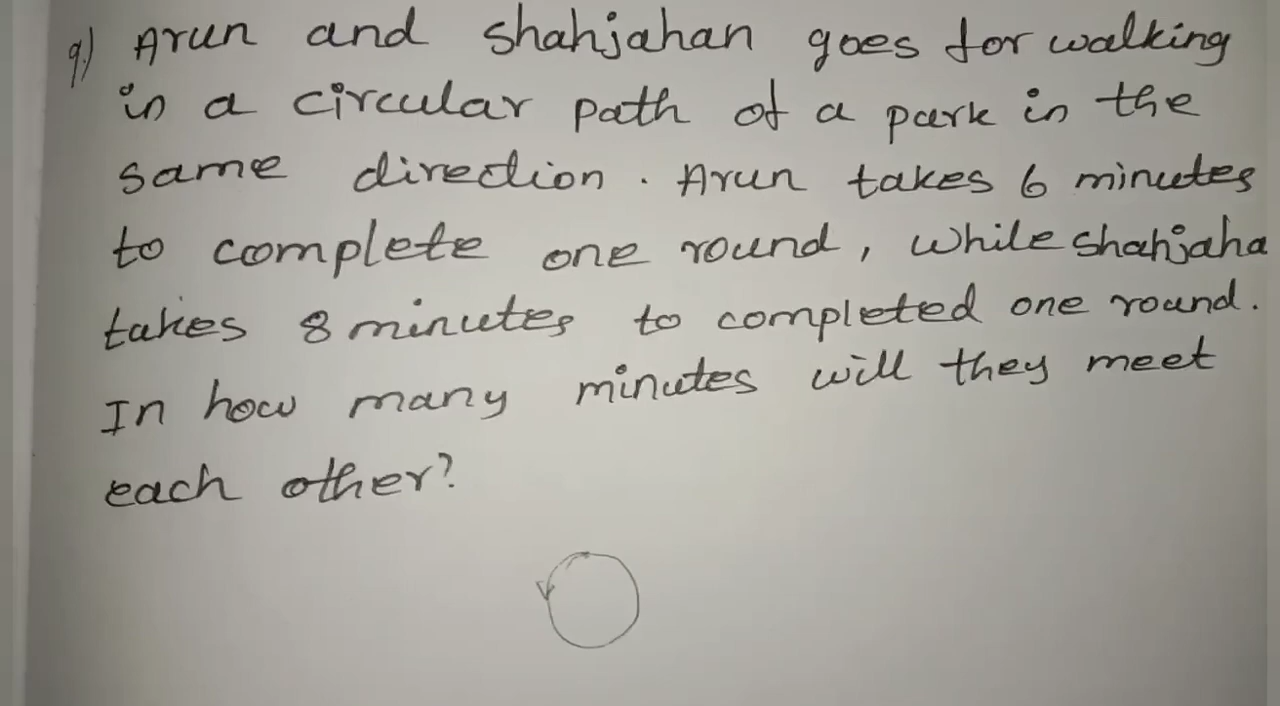 9.) Arun and Shahjahan goes for walking
in a circular path of a park in the
same direction. Arun takes 6 minutes
to complete one round, while Shahjaha
takes 8 minutes to completed one round.
In how many minutes will they meet
each other?